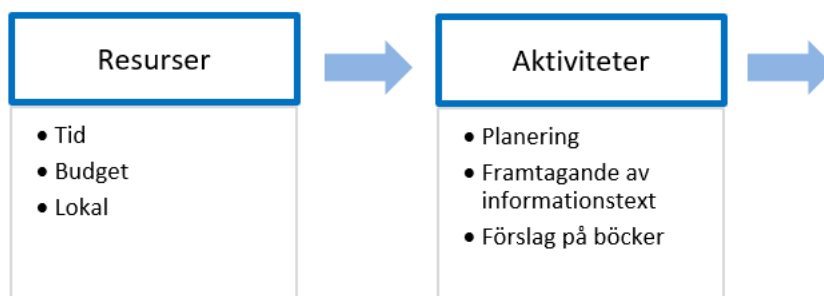 Resurser
• Tid
• Budget
• Lokal
Aktiviteter
• Planering
• Framtagande av
informationstext
• Förslag på böcker